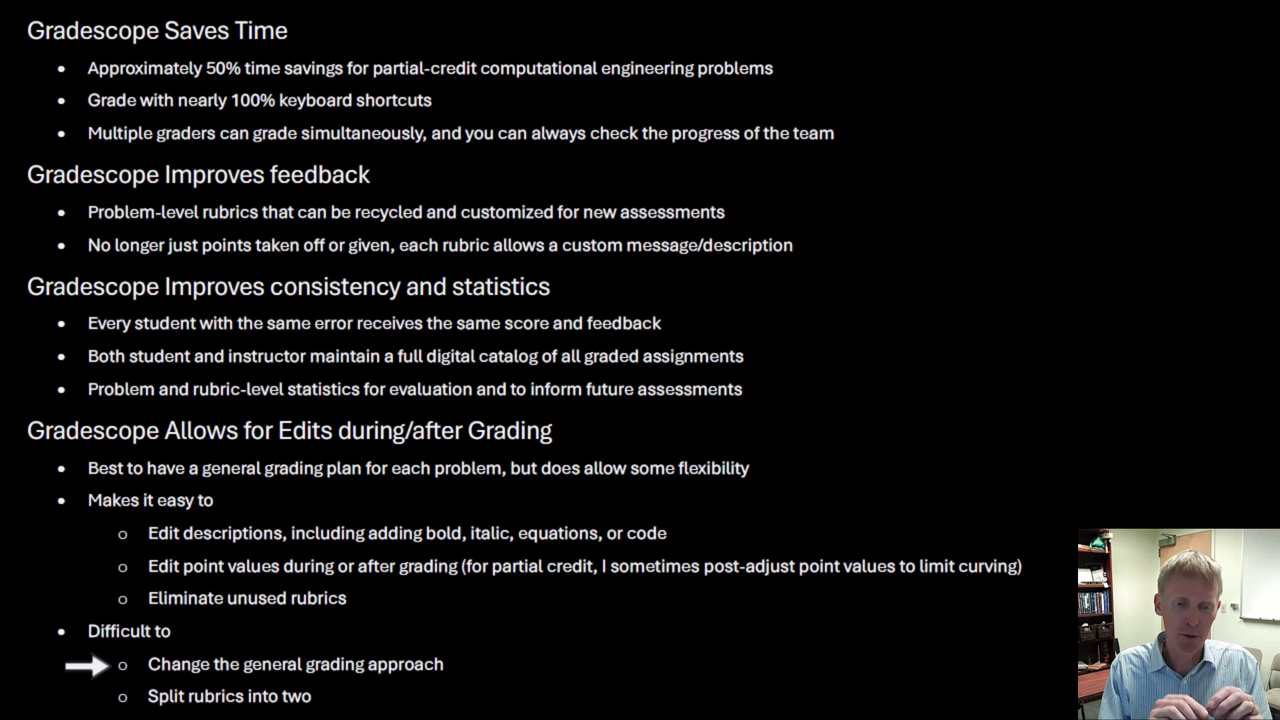 Gradescope Saves Time
• Approximately 50% time savings for partial-credit computational engineering problems
• Grade with nearly 100% keyboard shortcuts
• Multiple graders can grade simultaneously, and you can always check the progress of the team
Gradescope Improves feedback
• Problem-level rubrics that can be recycled and customized for new assessments
• No longer just points taken off or given, each rubric allows a custom message/description
Gradescope Improves consistency and statistics
• Every student with the same error receives the same score and feedback
• Both student and instructor maintain a full digital catalog of all graded assignments
• Problem and rubric-level statistics for evaluation and to inform future assessments
Gradescope Allows for Edits during/after Grading
• Best to have a general grading plan for each problem, but does allow some flexibility
• Makes it easy to
o Edit descriptions, including adding bold, italic, equations, or code
o Edit point values during or after grading (for partial credit, I sometimes post-adjust point values to limit curving)
o Eliminate unused rubrics
• Difficult to
o Change the general grading approach
o Split rubrics into two